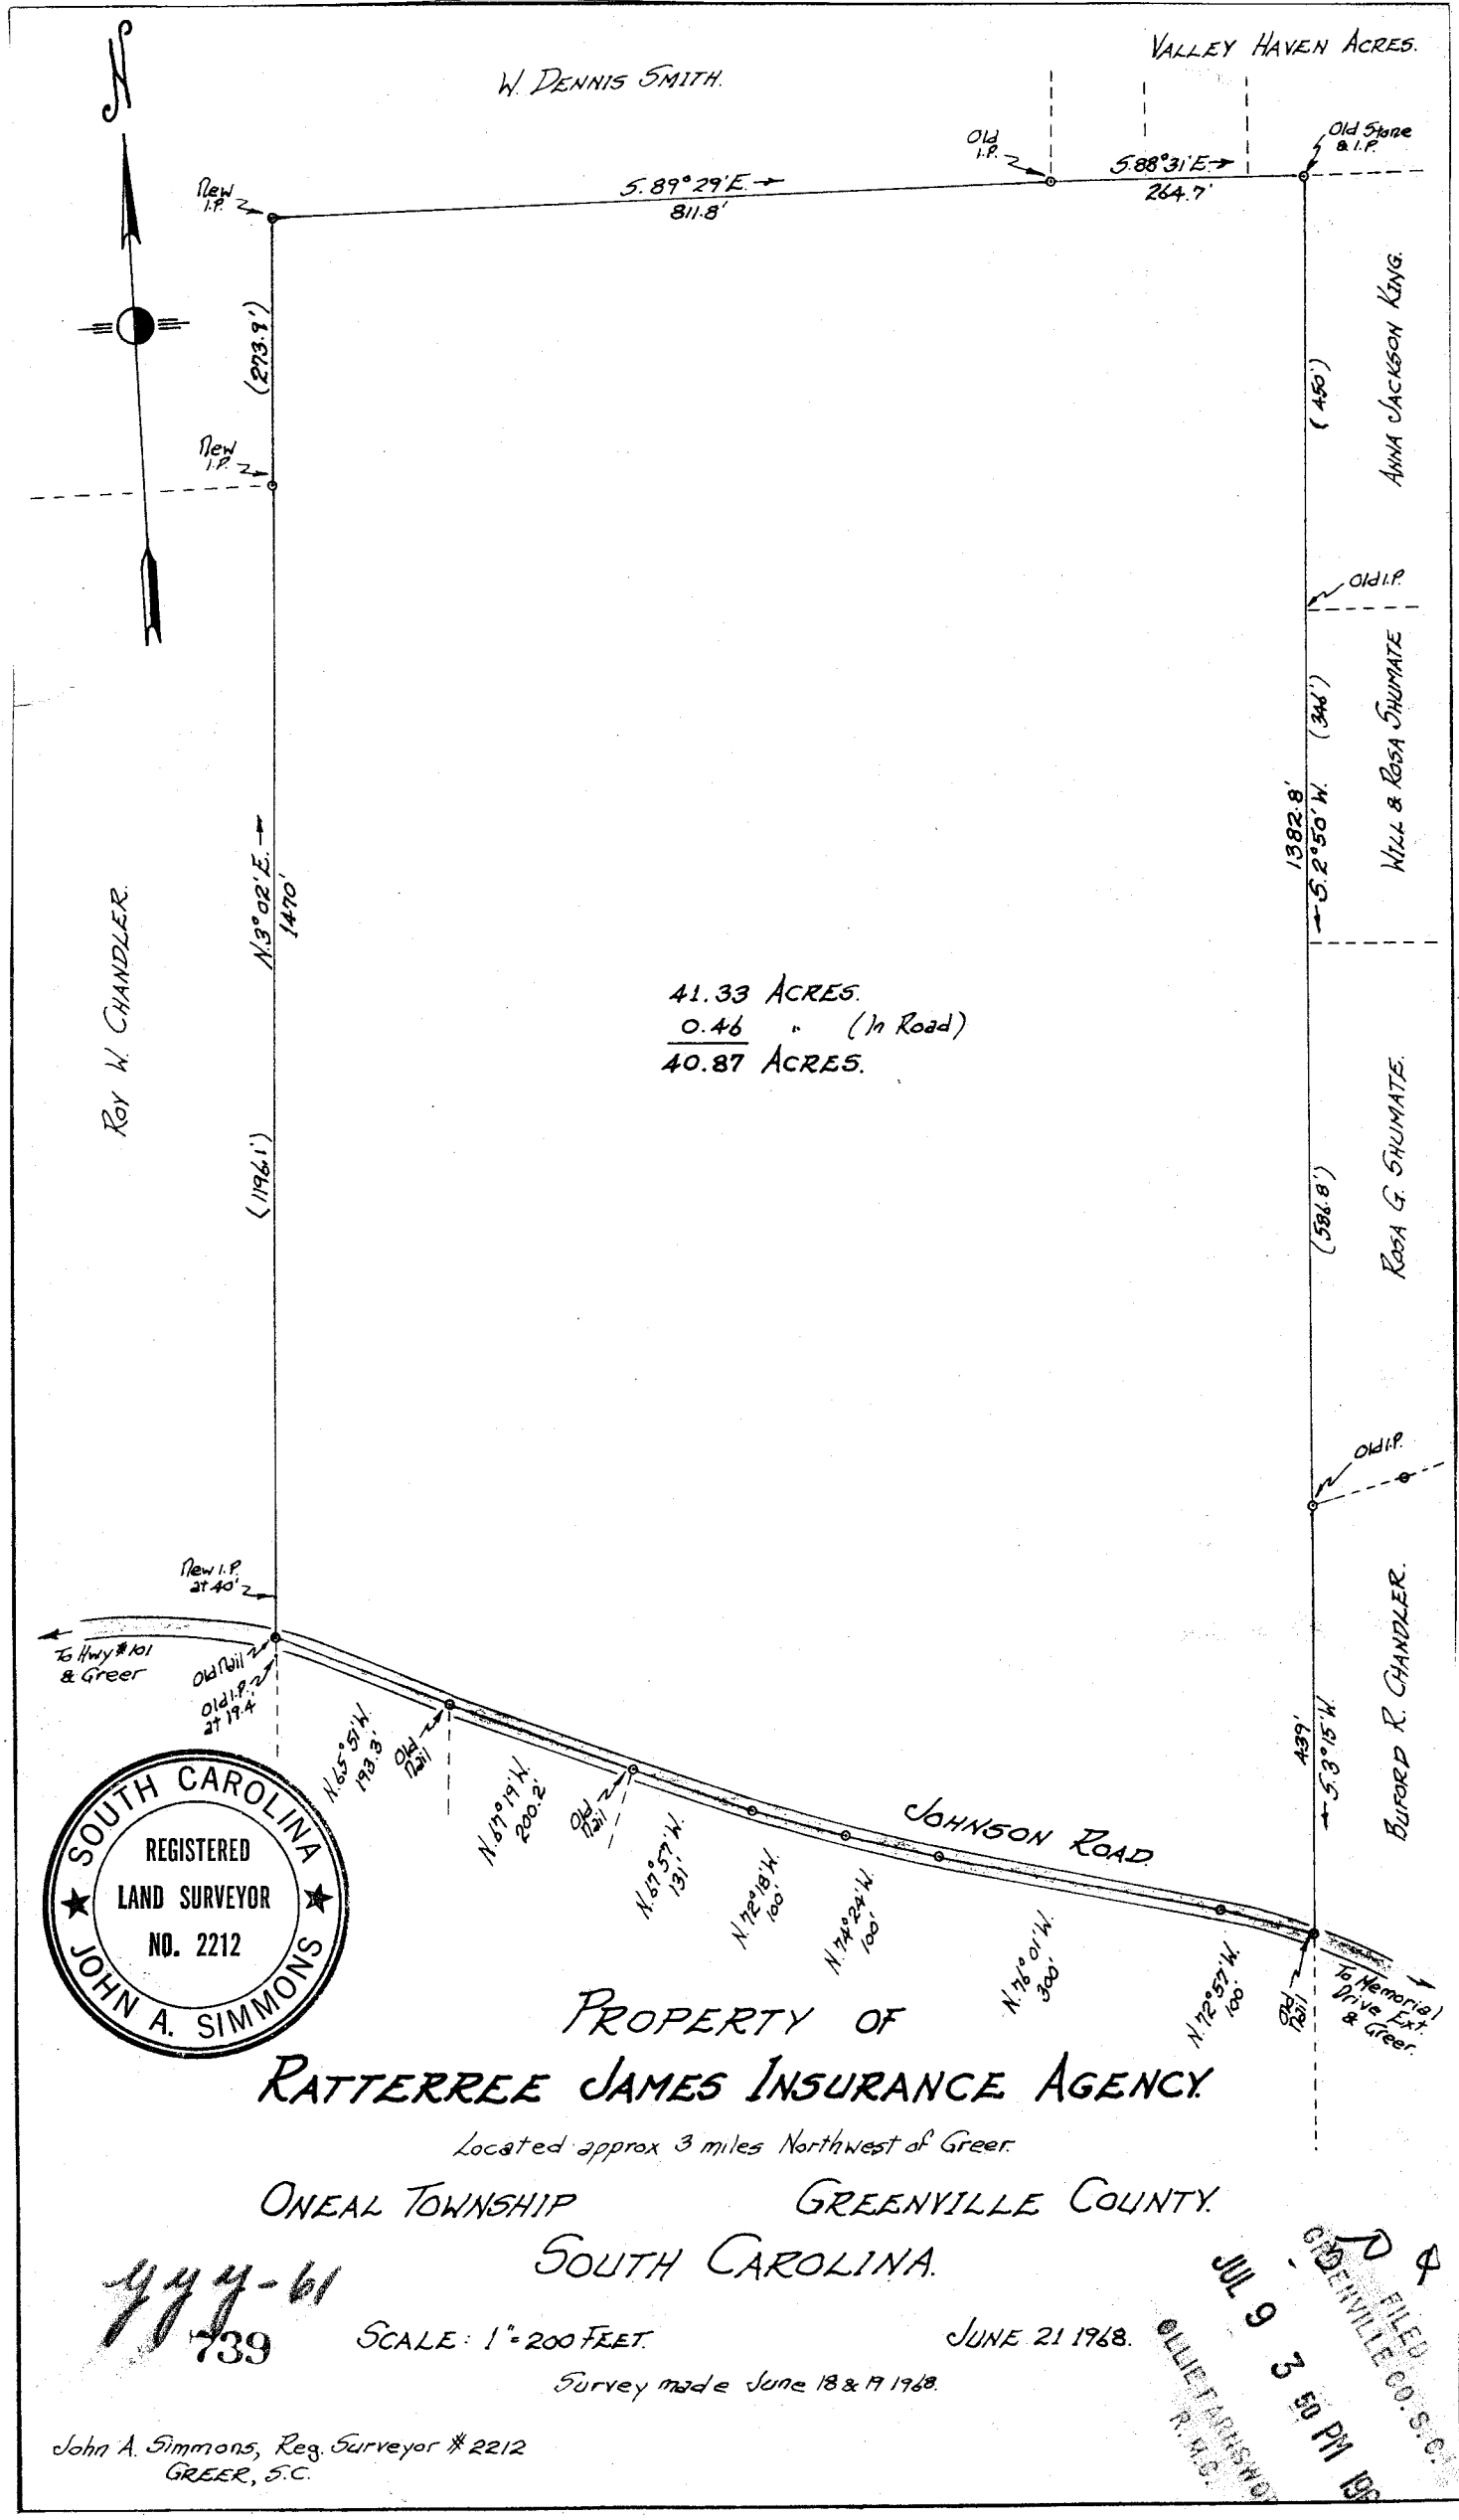 N
W. DENNIS SMITH.
VALLEY HAVEN ACRES.
New
I.P.
S.89°29'E.
811.8'
Old
I.P.
S.88°31'E.
264.7'
Old Stone
& I.P.
(273.9')
New
I.P.
(450')
ANNA JACKSON KING.
Old I.P.
(346')
WILL & ROSA SHUMATE
1382.8'
S.2°50'W.
ROY W. CHANDLER.
N.3°02'E.
1470'
41.33 ACRES.
0.46 " (In Road)
40.87 ACRES.
(1196.1')
(586.8')
ROSA G. SHUMATE.
Old I.P.
New I.P.
at 40'
To Hwy #101
& Greer
Old Nail
Old I.P.
at 19.4'
N.65°51'W.
193.3'
Old
Nail
N.67°19'W.
200.2'
Old
Nail
N.67°57'W.
131'
N.72°18'W.
100'
N.74°24'W.
100'
JOHNSON ROAD.
N.76°01'W.
300'
N.72°57'W.
100'
439'
S.3°15'W.
BUFORD R. CHANDLER.
Old
Nail
To Memorial
Drive Ext.
& Greer.
SOUTH CAROLINA
REGISTERED
LAND SURVEYOR
NO. 2212
JOHN A. SIMMONS
PROPERTY OF
RATTERREE JAMES INSURANCE AGENCY.
Located approx 3 miles Northwest of Greer.
ONEAL TOWNSHIP GREENVILLE COUNTY.
SOUTH CAROLINA.
yyy-61
739
SCALE: 1"=200 FEET.
JUNE 21 1968.
Survey made June 18 & 19 1968.
John A. Simmons, Reg. Surveyor #2212
GREER, S.C.
FILED
GREENVILLE CO. S.C.
JUL 9 3 50 PM 196
OLLIE FARNSWO
R.M.C.